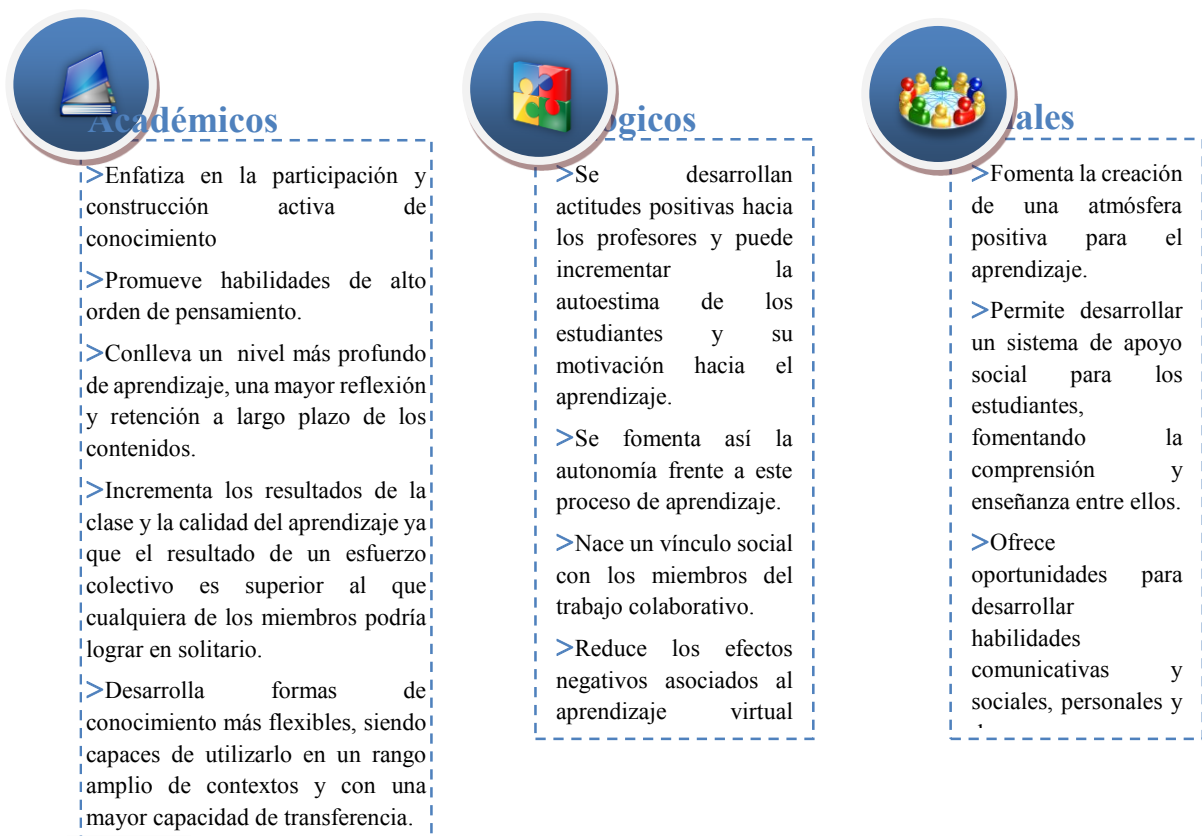 Académicos
>Enfatiza en la participación y
construcción activa de
conocimiento
>Promueve habilidades de alto
orden de pensamiento.
>Conlleva un nivel más profundo
de aprendizaje, una mayor reflexión
y retención a largo plazo de los
contenidos.
>Incrementa los resultados de la
clase y la calidad del aprendizaje ya
que el resultado de un esfuerzo
colectivo es superior al que
cualquiera de los miembros podría
lograr en solitario.
>Desarrolla formas de
conocimiento más flexibles, siendo
capaces de utilizarlo en un rango
amplio de contextos y con una
mayor capacidad de transferencia.
ogicos
>Se desarrollan
actitudes positivas hacia
los profesores y puede
incrementar la
autoestima de los
estudiantes y su
motivación hacia el
aprendizaje.
>Se fomenta así la
autonomía frente a este
proceso de aprendizaje.
>Nace un vínculo social
con los miembros del
trabajo colaborativo.
>Reduce los efectos
negativos asociados al
aprendizaje virtual
ales
>Fomenta la creación
de una atmósfera
positiva para el
aprendizaje.
>Permite desarrollar
un sistema de apoyo
social para los
estudiantes,
fomentando la
comprensión y
enseñanza entre ellos.
>Ofrece
oportunidades para
desarrollar
habilidades
comunicativas y
sociales, personales y